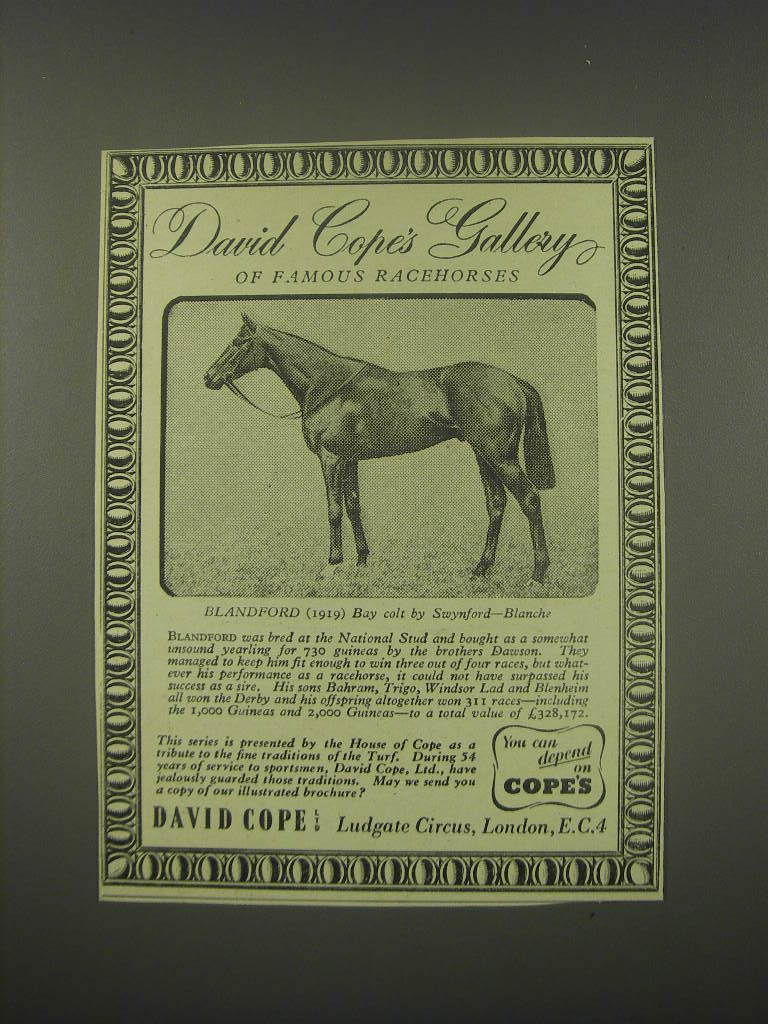 David Cope's Gallery
OF FAMOUS RACEHORSES
BLANDFORD (1919) Bay colt by Swynford—Blanche
BLANDFORD was bred at the National Stud and bought as a somewhat
unsound yearling for 730 guineas by the brothers Dawson. They
managed to keep him fit enough to win three out of four races, but what-
ever his performance as a racehorse, it could not have surpassed his
success as a sire. His sons Bahram, Trigo, Windsor Lad and Blenheim
all won the Derby and his offspring altogether won 311 races—including
the 1,000 Guineas and 2,000 Guineas—to a total value of £328,172.
This series is presented by the House of Cope as a
tribute to the fine traditions of the Turf. During 54
years of service to sportsmen, David Cope, Ltd., have
jealously guarded those traditions. May we send you
a copy of our illustrated brochure?
You can
depend
on
COPE'S
DAVID COPE LTD Ludgate Circus, London, E.C.4